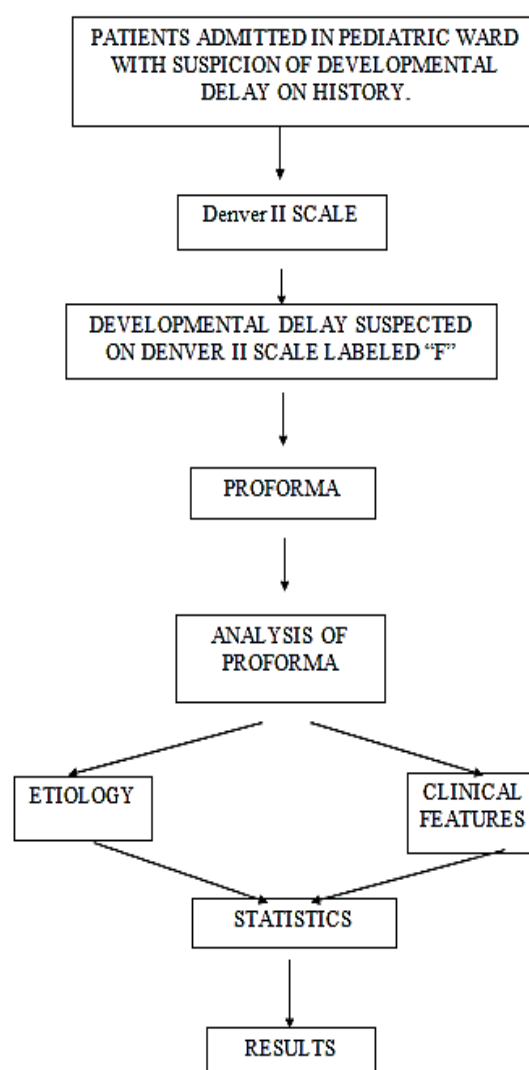 PATIENTS ADMITTED IN PEDIATRIC WARD
WITH SUSPICION OF DEVELOPMENTAL
DELAY ON HISTORY.
Denver II SCALE
DEVELOPMENTAL DELAY SUSPECTED
ON DENVER II SCALE LABELED “F”
PROFORMA
ANALYSIS OF
PROFORMA
ETIOLOGY
CLINICAL
FEATURES
STATISTICS
RESULTS